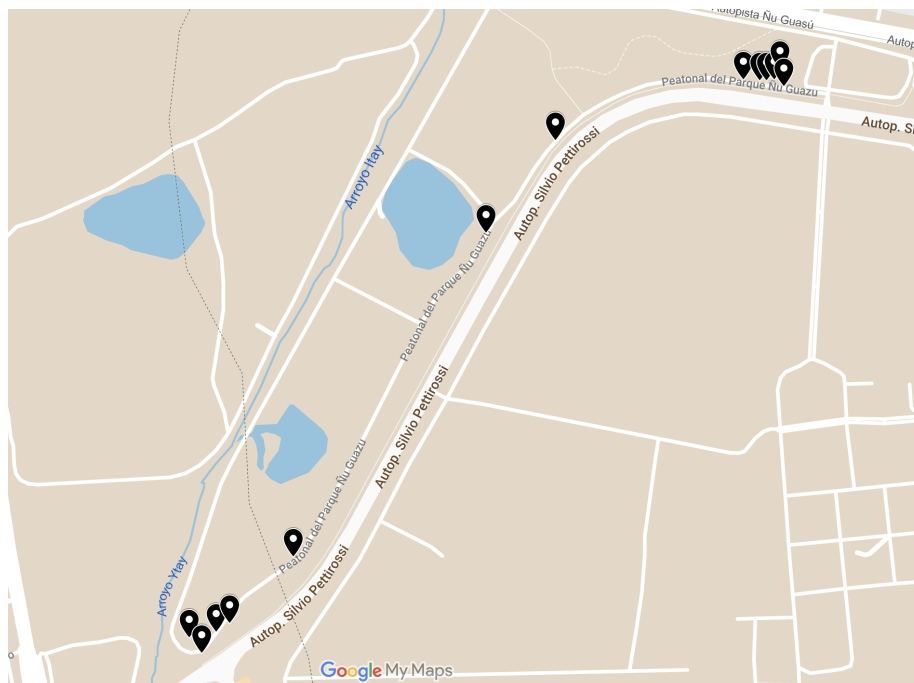 Autopista Ñu Guasú
Autop
Peatonal del Parque Ñu Guazu
Autop. Si
Autop. Silvio Pettirossi
Arroyo Itay
Peatonal del Parque Ñu Guazu
Autop. Silvio Pettirossi
Peatonal del Parque Ñu Guazu
Arroyo Ytay
Autop. Silvio Pettirossi
o
Google My Maps